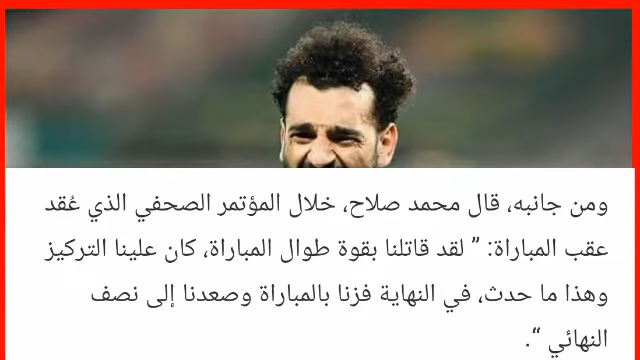 ومن جانبه، قال محمد صلاح، خلال المؤتمر الصحفي الذي عُقد
عقب المباراة: ” لقد قاتلنا بقوة طوال المباراة، كان علينا التركيز
وهذا ما حدث، في النهاية فزنا بالمباراة وصعدنا إلى نصف
النهائي “.